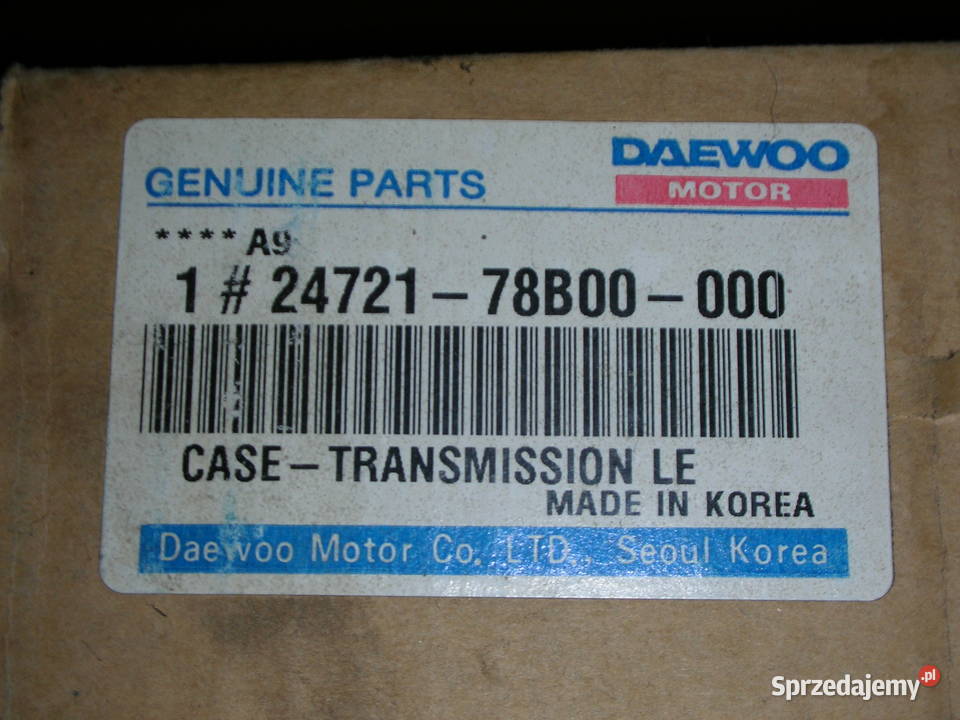 DAEWOO
GENUINE PARTS MOTOR
**** A9
1 # 24721-78B00-000
CASE-TRANSMISSION LE
MADE IN KOREA
Daewoo Motor Co. LTD., Seoul Korea
Sprzedajemy.pl